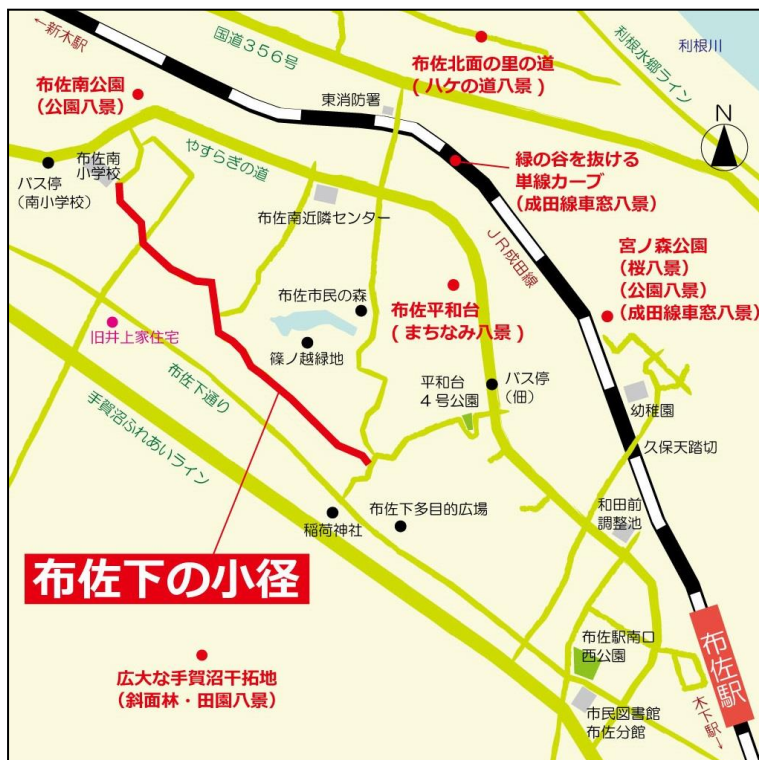 ←新木駅
国道356号
利根水郷ライン
利根川
布佐南公園
(公園八景)
布佐北面の里の道
(ハケの道八景)
東消防署
N
布佐南
小学校
バス停
(南小学校)
やすらぎの道
緑の谷を抜ける
単線カーブ
(成田線車窓八景)
布佐南近隣センター
JR成田線
宮ノ森公園
(桜八景)
(公園八景)
(成田線車窓八景)
布佐市民の森
布佐平和台
(まちなみ八景)
旧井上家住宅
篠ノ越緑地
布佐下通り
平和台
4号公園
バス停
(佃)
幼稚園
手賀沼ふれあいライン
久保天踏切
布佐下多目的広場
稲荷神社
和田前
調整池
布佐下の小径
布佐駅南口
西公園
布佐駅
広大な手賀沼干拓地
(斜面林・田園八景)
市民図書館
布佐分館
木下駅→